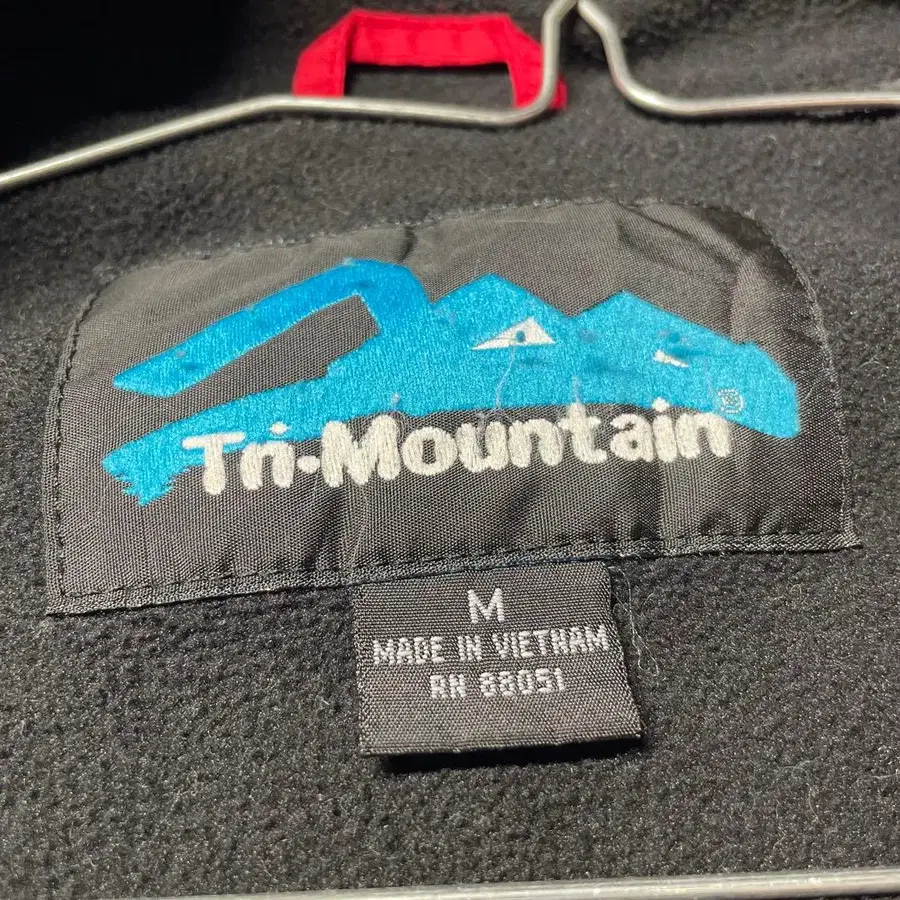 Tri-Mountain®
M
MADE IN VIETNAM
RN 88051